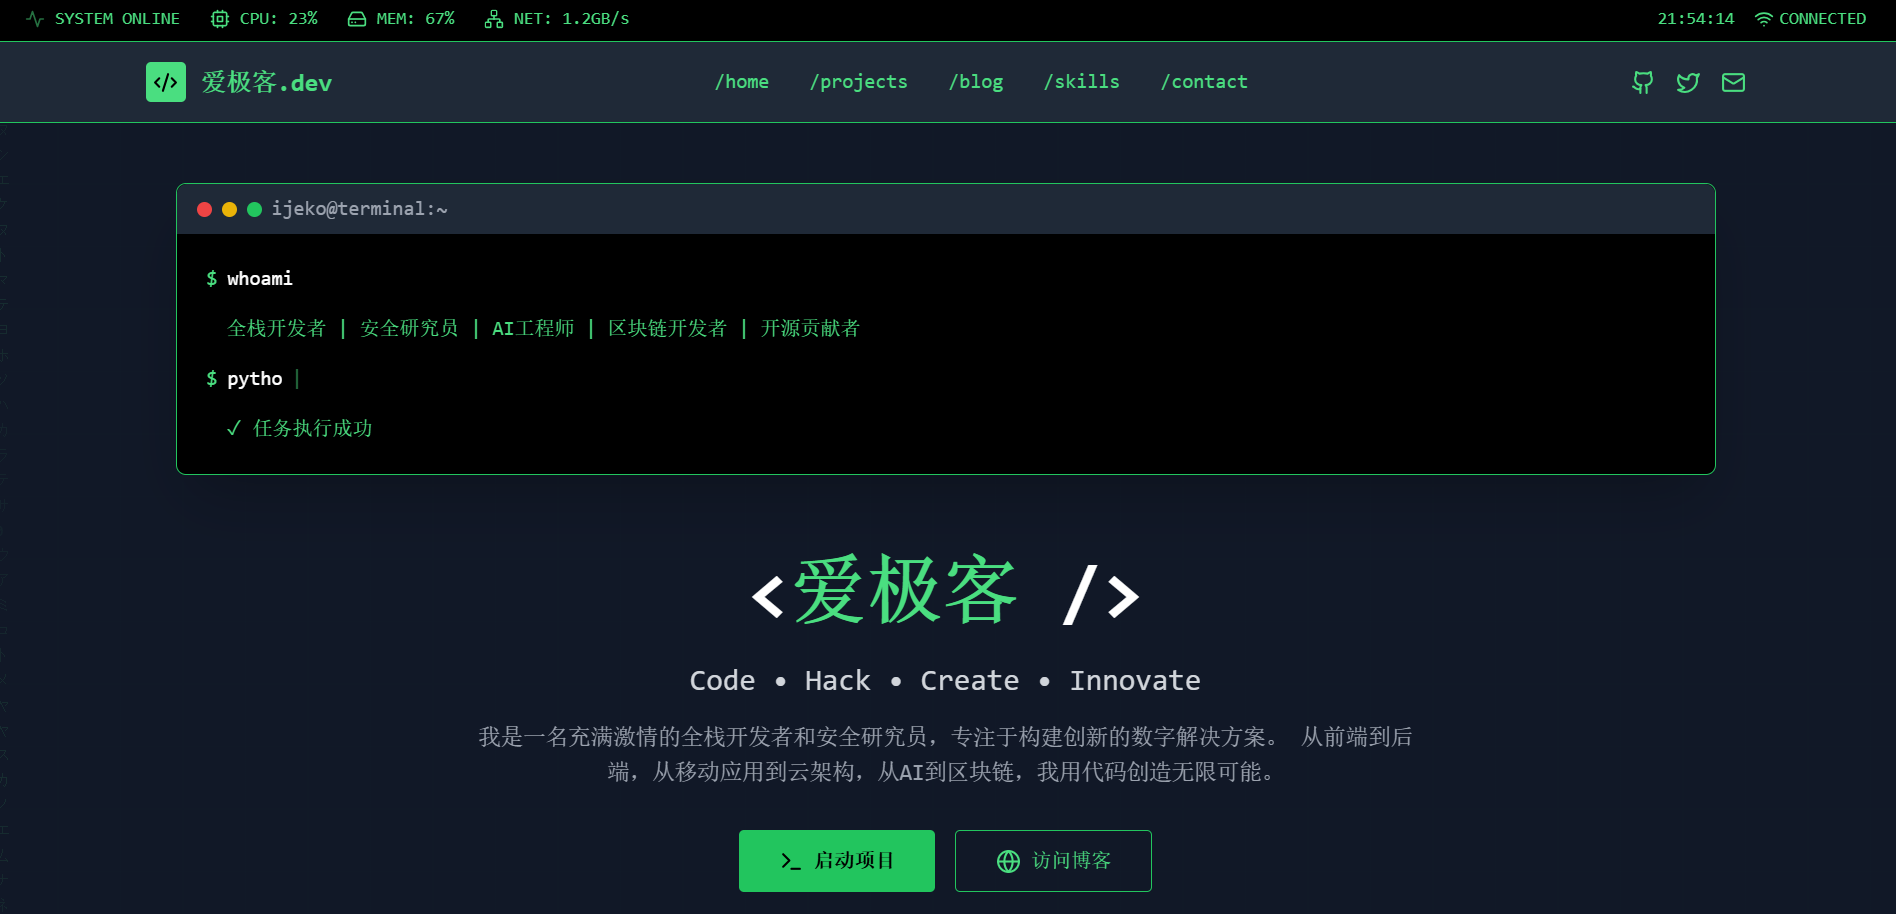 SYSTEM ONLINE CPU: 23% MEM: 67% NET: 1.2GB/s 21:54:14 CONNECTED
</> 爱极客.dev /home /projects /blog /skills /contact
ijeko@terminal:~
$ whoami
全栈开发者 | 安全研究员 | AI工程师 | 区块链开发者 | 开源贡献者
$ pytho
✓ 任务执行成功
<爱极客 />
Code • Hack • Create • Innovate
我是一名充满激情的全栈开发者和安全研究员，专注于构建创新的数字解决方案。 从前端到后
端，从移动应用到云架构，从AI到区块链，我用代码创造无限可能。
启动项目 访问博客